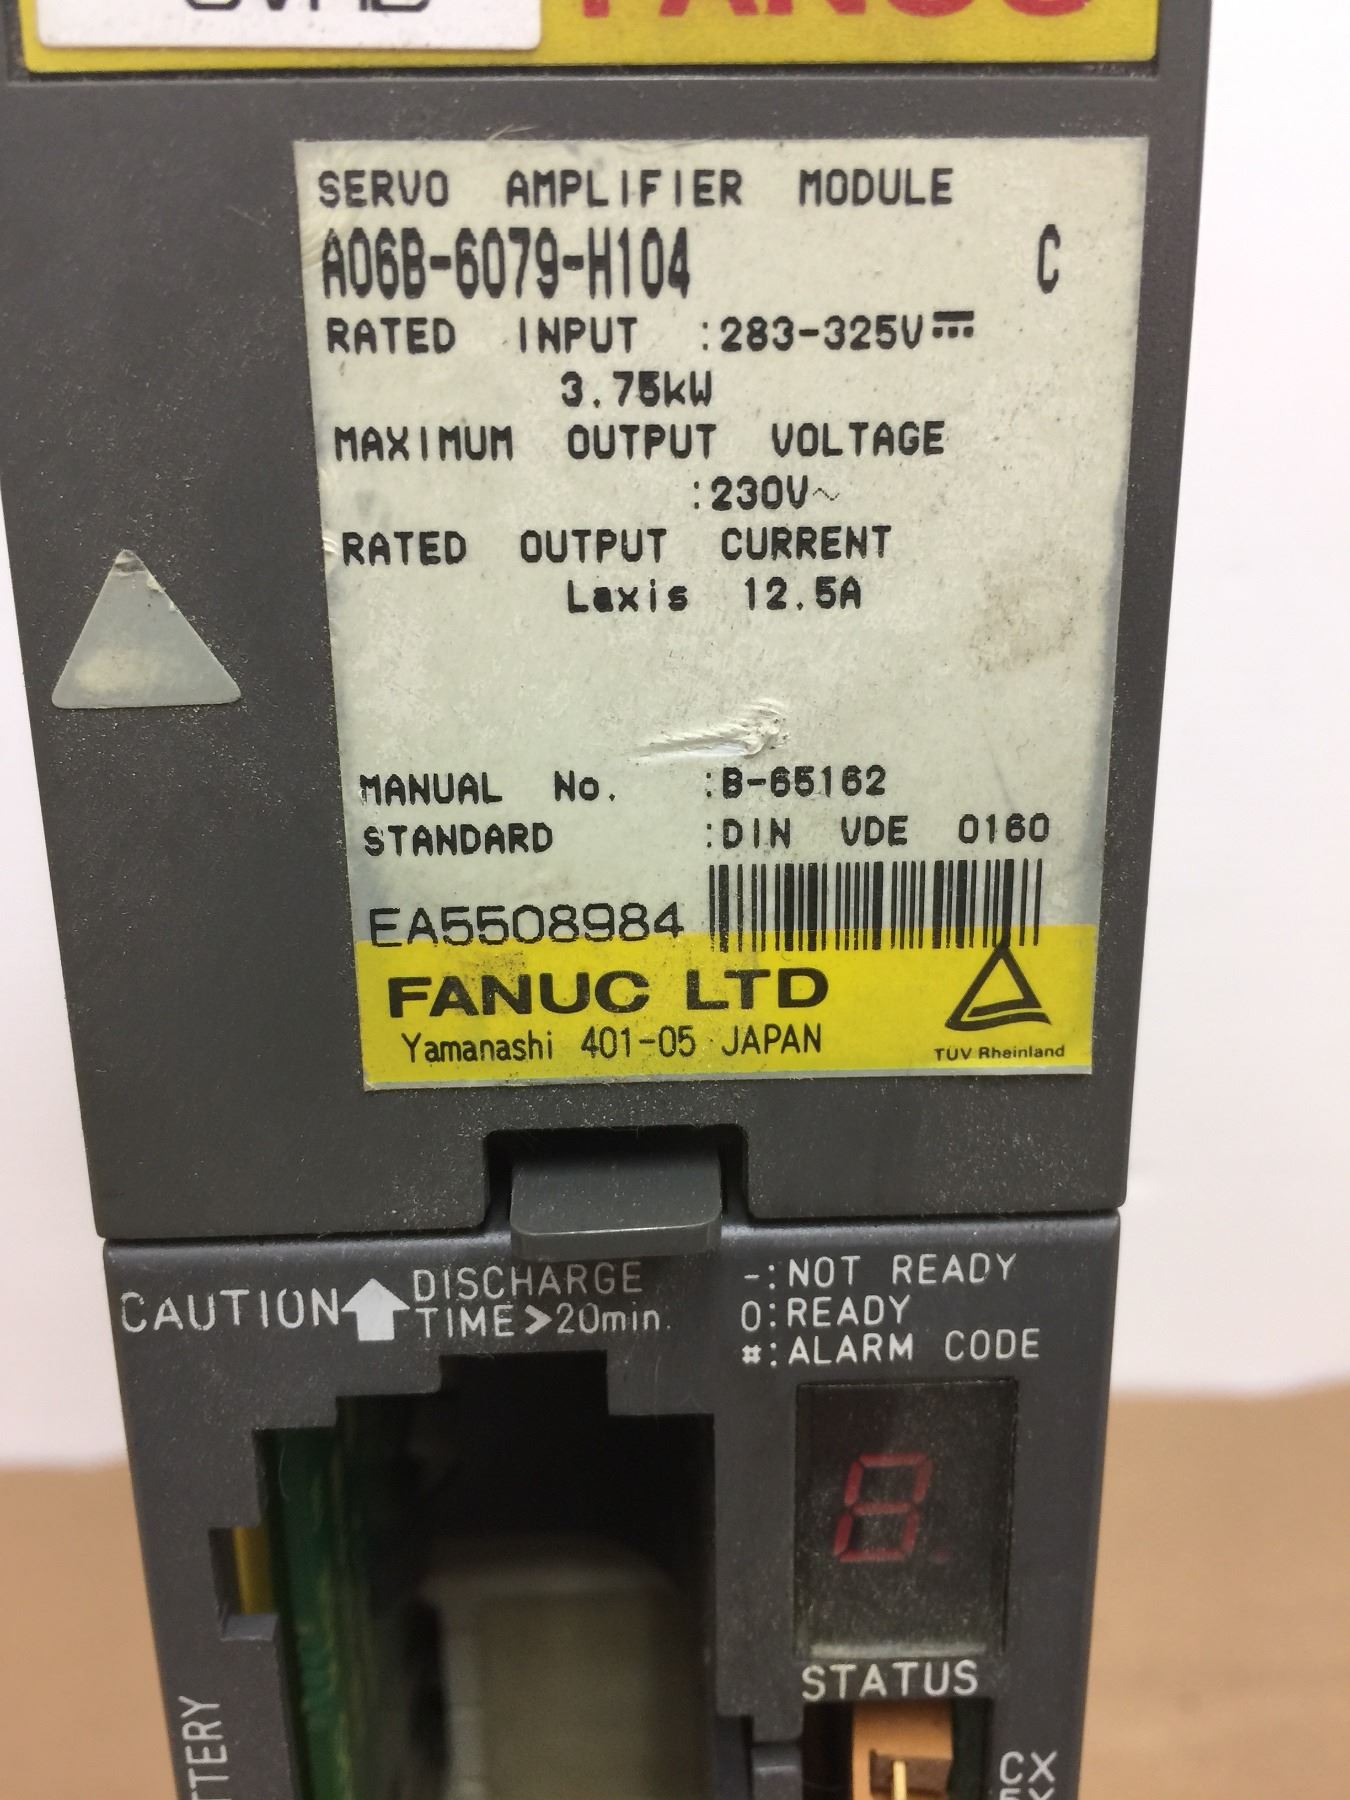 FANUC
SERVO AMPLIFIER MODULE
A06B-6079-H104 C
RATED INPUT :283-325V⎓
3.75kW
MAXIMUM OUTPUT VOLTAGE
:230V~
RATED OUTPUT CURRENT
Laxis 12.5A
MANUAL No. :B-65162
STANDARD :DIN VDE 0160
EA5508984
FANUC LTD
Yamanashi 401-05 JAPAN
TÜV Rheinland
CAUTION DISCHARGE
TIME>20min.
-:NOT READY
0:READY
#:ALARM CODE
8.
STATUS
CX